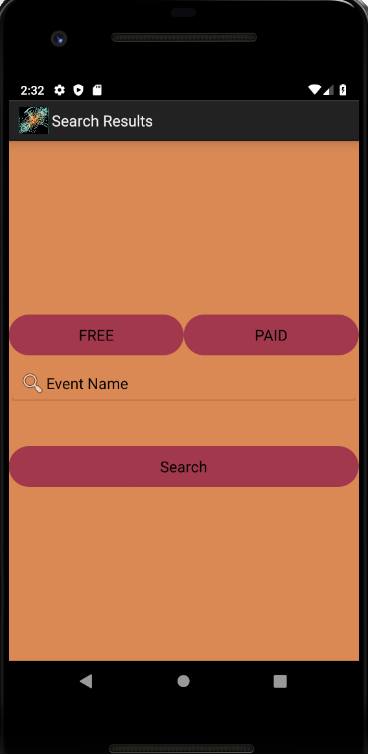 2:32
Search Results
FREE PAID
Event Name
Search